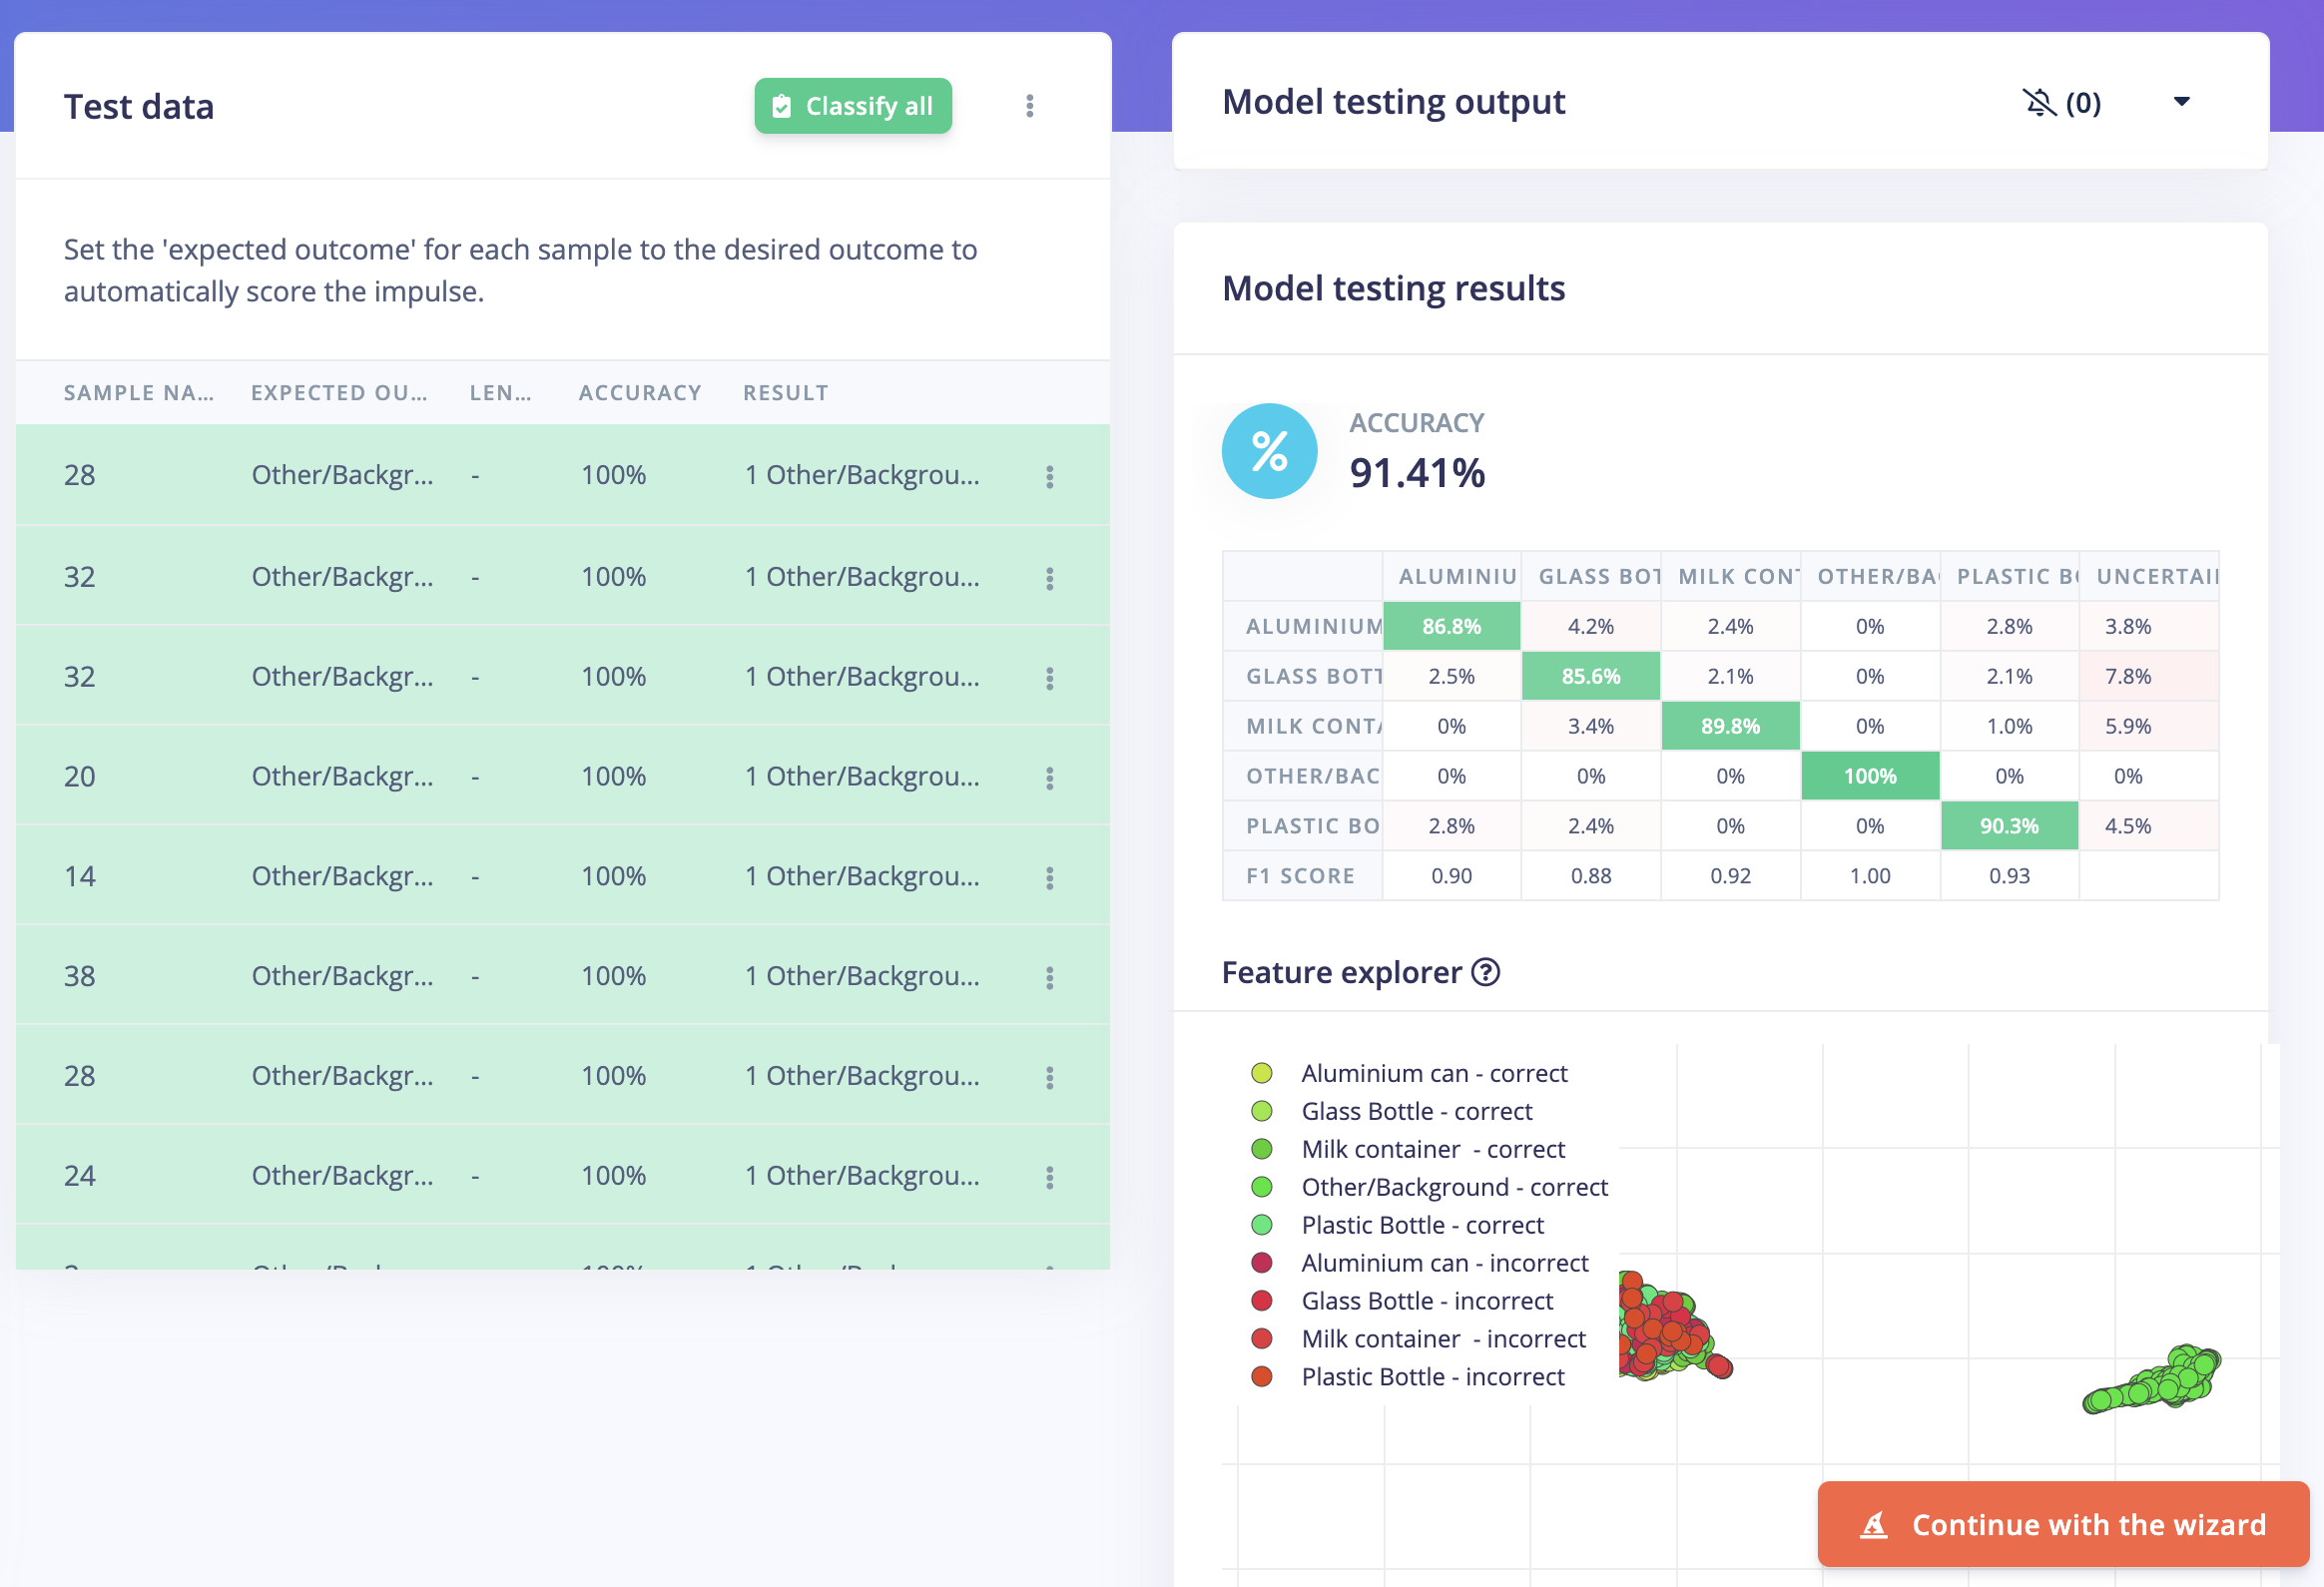 Test data
Classify all
Set the 'expected outcome' for each sample to the desired outcome to
automatically score the impulse.
SAMPLE NA... EXPECTED OU... LEN... ACCURACY RESULT
28 Other/Backgr... - 100% 1 Other/Backgrou...
32 Other/Backgr... - 100% 1 Other/Backgrou...
32 Other/Backgr... - 100% 1 Other/Backgrou...
20 Other/Backgr... - 100% 1 Other/Backgrou...
14 Other/Backgr... - 100% 1 Other/Backgrou...
38 Other/Backgr... - 100% 1 Other/Backgrou...
28 Other/Backgr... - 100% 1 Other/Backgrou...
24 Other/Backgr... - 100% 1 Other/Backgrou...
Model testing output
(0)
Model testing results
%
ACCURACY
91.41%
ALUMINIU GLASS BOT MILK CONT OTHER/BA PLASTIC B UNCERTAI
ALUMINIUM 86.8% 4.2% 2.4% 0% 2.8% 3.8%
GLASS BOTT 2.5% 85.6% 2.1% 0% 2.1% 7.8%
MILK CONTA 0% 3.4% 89.8% 0% 1.0% 5.9%
OTHER/BAC 0% 0% 0% 100% 0% 0%
PLASTIC BO 2.8% 2.4% 0% 0% 90.3% 4.5%
F1 SCORE 0.90 0.88 0.92 1.00 0.93
Feature explorer ?
Aluminium can - correct
Glass Bottle - correct
Milk container - correct
Other/Background - correct
Plastic Bottle - correct
Aluminium can - incorrect
Glass Bottle - incorrect
Milk container - incorrect
Plastic Bottle - incorrect
Continue with the wizard